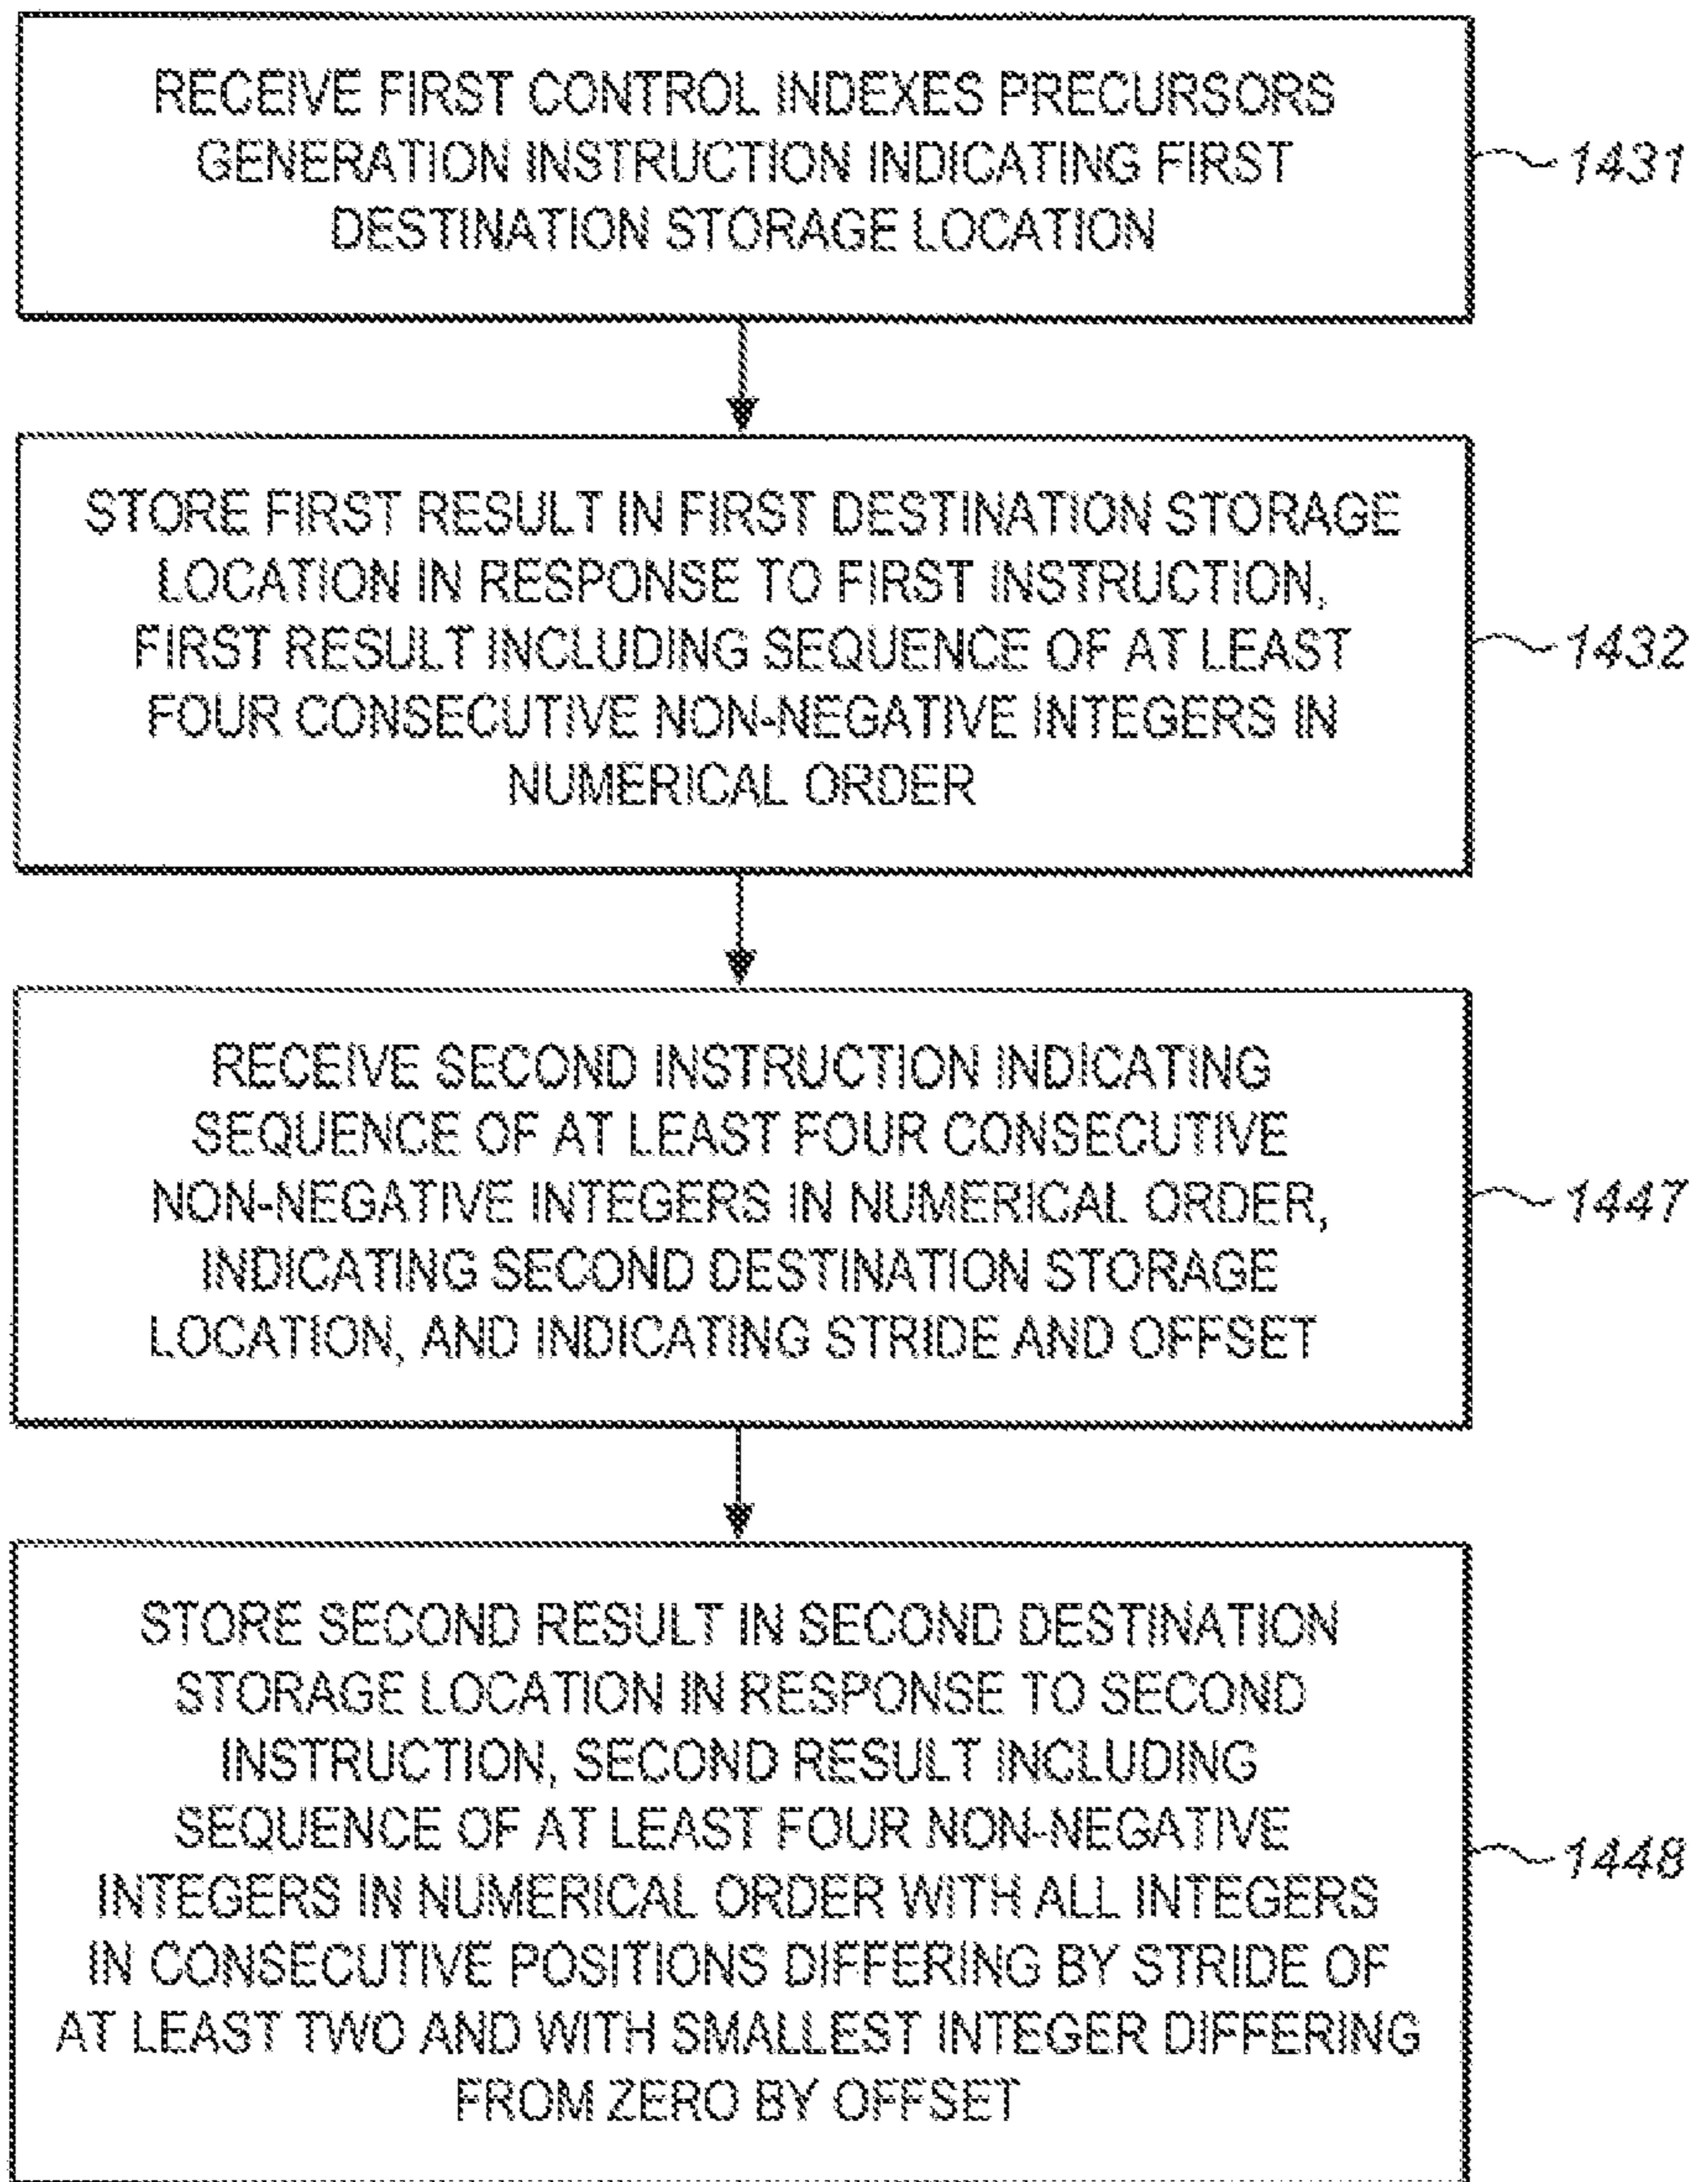 RECEIVE FIRST CONTROL INDEXES PRECURSORS
GENERATION INSTRUCTION INDICATING FIRST
DESTINATION STORAGE LOCATION
1431
STORE FIRST RESULT IN FIRST DESTINATION STORAGE
LOCATION IN RESPONSE TO FIRST INSTRUCTION,
FIRST RESULT INCLUDING SEQUENCE OF AT LEAST
FOUR CONSECUTIVE NON-NEGATIVE INTEGERS IN
NUMERICAL ORDER
1432
RECEIVE SECOND INSTRUCTION INDICATING
SEQUENCE OF AT LEAST FOUR CONSECUTIVE
NON-NEGATIVE INTEGERS IN NUMERICAL ORDER,
INDICATING SECOND DESTINATION STORAGE
LOCATION, AND INDICATING STRIDE AND OFFSET
1447
STORE SECOND RESULT IN SECOND DESTINATION
STORAGE LOCATION IN RESPONSE TO SECOND
INSTRUCTION, SECOND RESULT INCLUDING
SEQUENCE OF AT LEAST FOUR NON-NEGATIVE
INTEGERS IN NUMERICAL ORDER WITH ALL INTEGERS
IN CONSECUTIVE POSITIONS DIFFERING BY STRIDE OF
AT LEAST TWO AND WITH SMALLEST INTEGER DIFFERING
FROM ZERO BY OFFSET
1448